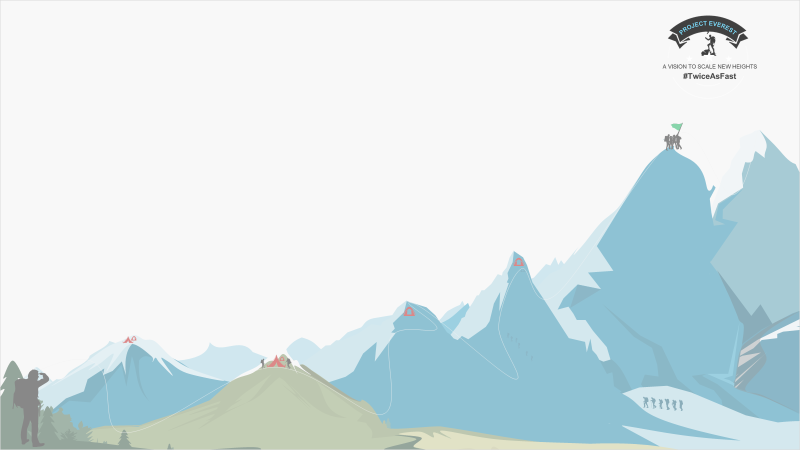 PROJECT EVEREST
A VISION TO SCALE NEW HEIGHTS
#TwiceAsFast